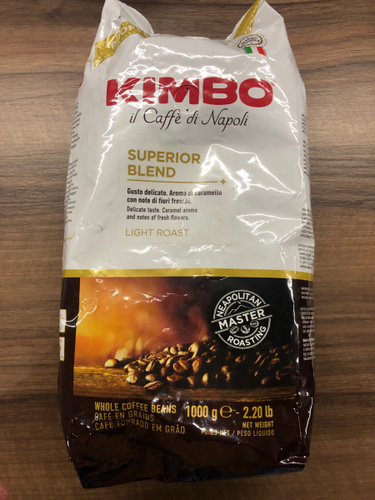 KIMBO
il Caffè di Napoli
SUPERIOR
BLEND
Gusto delicato. Aroma di caramello
con note di fiori freschi.
Delicate taste. Caramel aroma
and notes of fresh flowers.
LIGHT ROAST
NEAPOLITAN
MASTER
ROASTING
WHOLE COFFEE BEANS
CAFÉ EN GRAINS
CAFÉ TORRADO EM GRÃO
1000 g e - 2.20 lb
NET WEIGHT
POIDS NET / PESO LÍQUIDO